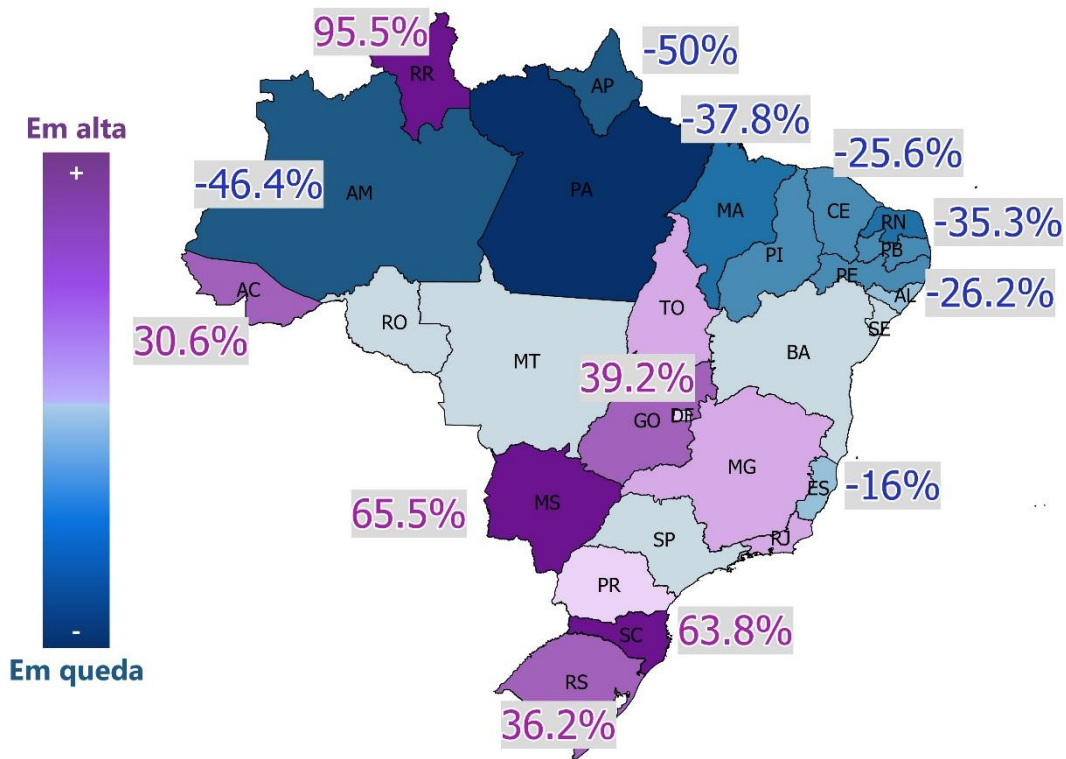 95.5%
RR
AP
-50%
-37.8%
Em alta
+
-25.6%
-46.4%
AM
PA
MA
CE
RN
-35.3%
PB
PI
PE
AC
AL
-26.2%
TO
RO
SE
30.6%
MT
BA
39.2%
GO
DF
MG
ES
-16%
MS
65.5%
SP
RJ
PR
-
SC
63.8%
Em queda
RS
36.2%